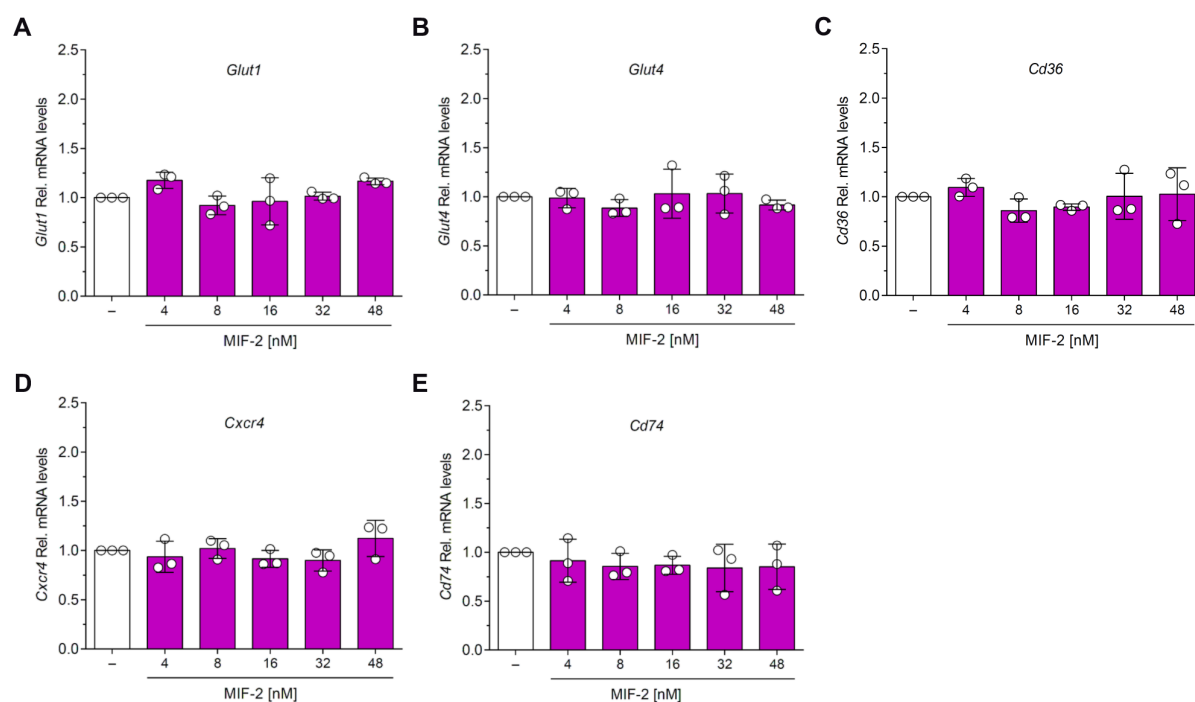 A
Glut1
Glut1 Rel. mRNA levels
2.5
2.0
1.5
1.0
0.5
0.0
– 4 8 16 32 48
MIF-2 [nM]
B
Glut4
Glut4 Rel. mRNA levels
2.5
2.0
1.5
1.0
0.5
0.0
– 4 8 16 32 48
MIF-2 [nM]
C
Cd36
Cd36 Rel. mRNA levels
2.5
2.0
1.5
1.0
0.5
0.0
– 4 8 16 32 48
MIF-2 [nM]
D
Cxcr4
Cxcr4 Rel. mRNA levels
2.5
2.0
1.5
1.0
0.5
0.0
– 4 8 16 32 48
MIF-2 [nM]
E
Cd74
Cd74 Rel. mRNA levels
2.5
2.0
1.5
1.0
0.5
0.0
– 4 8 16 32 48
MIF-2 [nM]